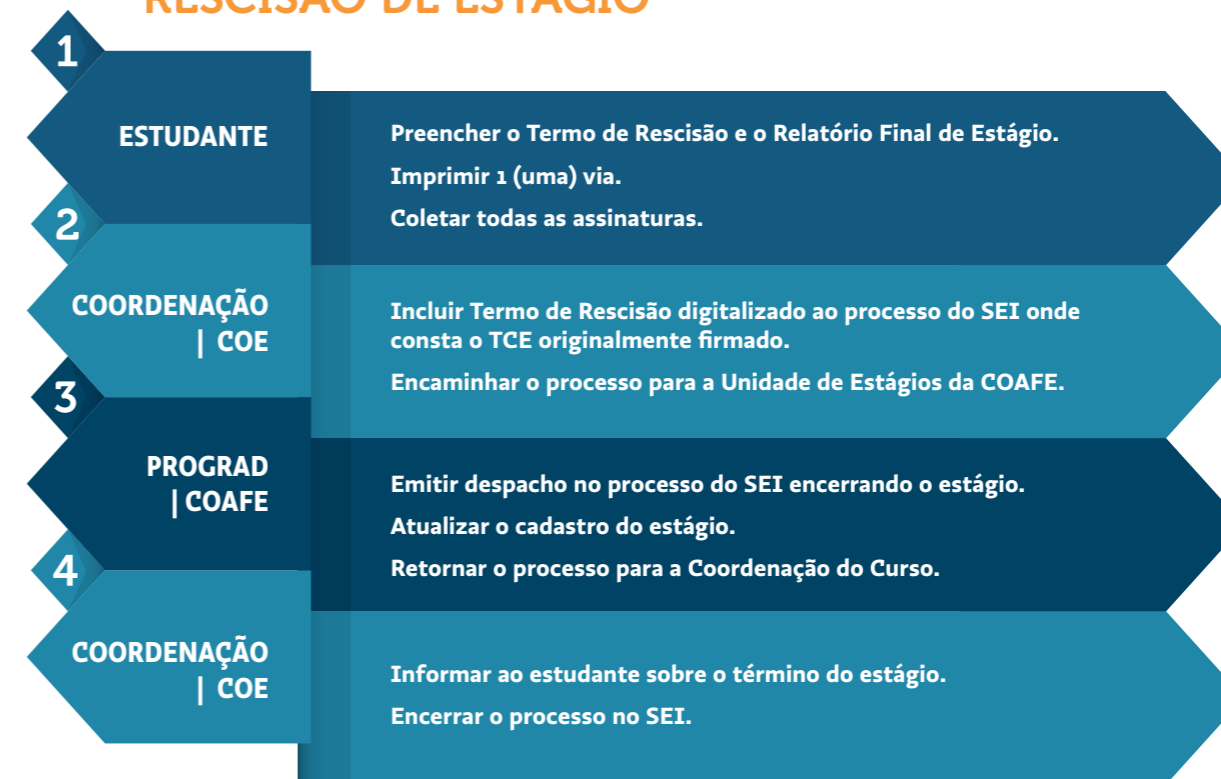 RESCISÃO DE ESTÁGIO
1
ESTUDANTE
Preencher o Termo de Rescisão e o Relatório Final de Estágio.
Imprimir 1 (uma) via.
Coletar todas as assinaturas.
2
COORDENAÇÃO
| COE
Incluir Termo de Rescisão digitalizado ao processo do SEI onde
consta o TCE originalmente firmado.
Encaminhar o processo para a Unidade de Estágios da COAFE.
3
PROGRAD
| COAFE
Emitir despacho no processo do SEI encerrando o estágio.
Atualizar o cadastro do estágio.
Retornar o processo para a Coordenação do Curso.
4
COORDENAÇÃO
| COE
Informar ao estudante sobre o término do estágio.
Encerrar o processo no SEI.